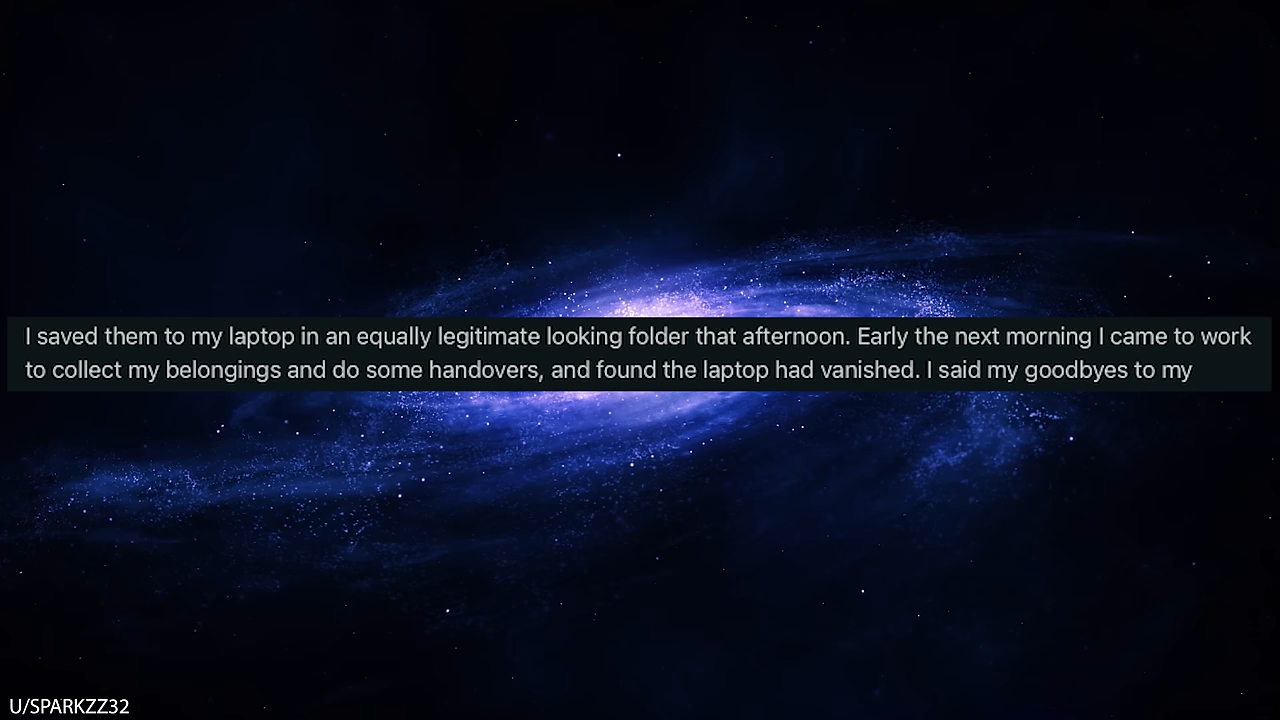 I saved them to my laptop in an equally legitimate looking folder that afternoon. Early the next morning I came to work
to collect my belongings and do some handovers, and found the laptop had vanished. I said my goodbyes to my
U/SPARKZZ32